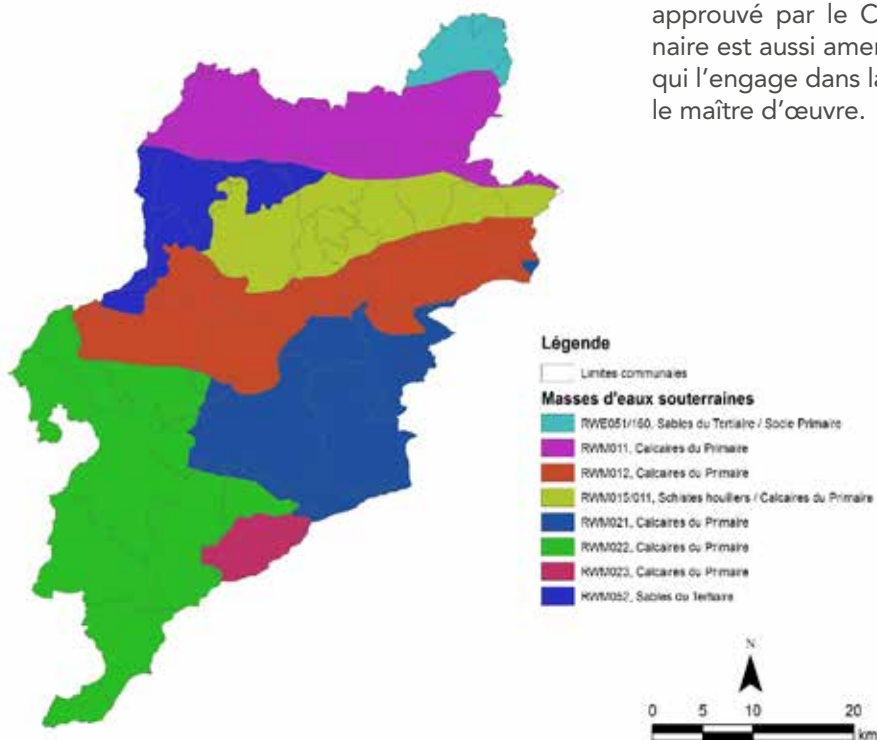 approuvé par le C
naire est aussi amen
qui l'engage dans la
le maître d'œuvre.
Légende
Limites communales
Masses d'eaux souterraines
RWE051/160, Sables du Tertiaire / Socle Primaire
RWM011, Calcaires du Primaire
RWM012, Calcaires du Primaire
RWM015/011, Schistes houillers / Calcaires du Primaire
RWM021, Calcaires du Primaire
RWM022, Calcaires du Primaire
RWM023, Calcaires du Primaire
RWM052, Sables du Tertiaire
N
0 5 10 20
km